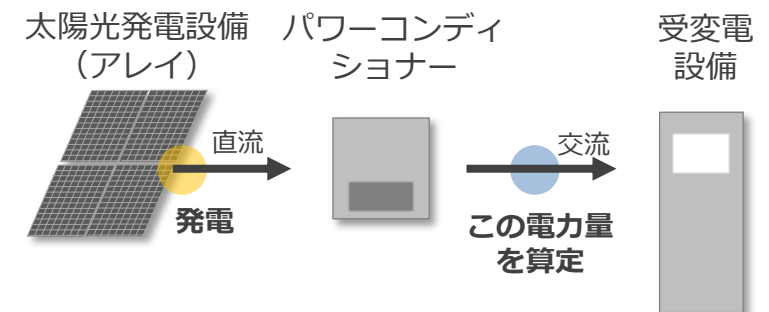 太陽光発電設備
（アレイ）
パワーコンディ
ショナー
受変電
設備
直流
交流
発電
この電力量
を算定